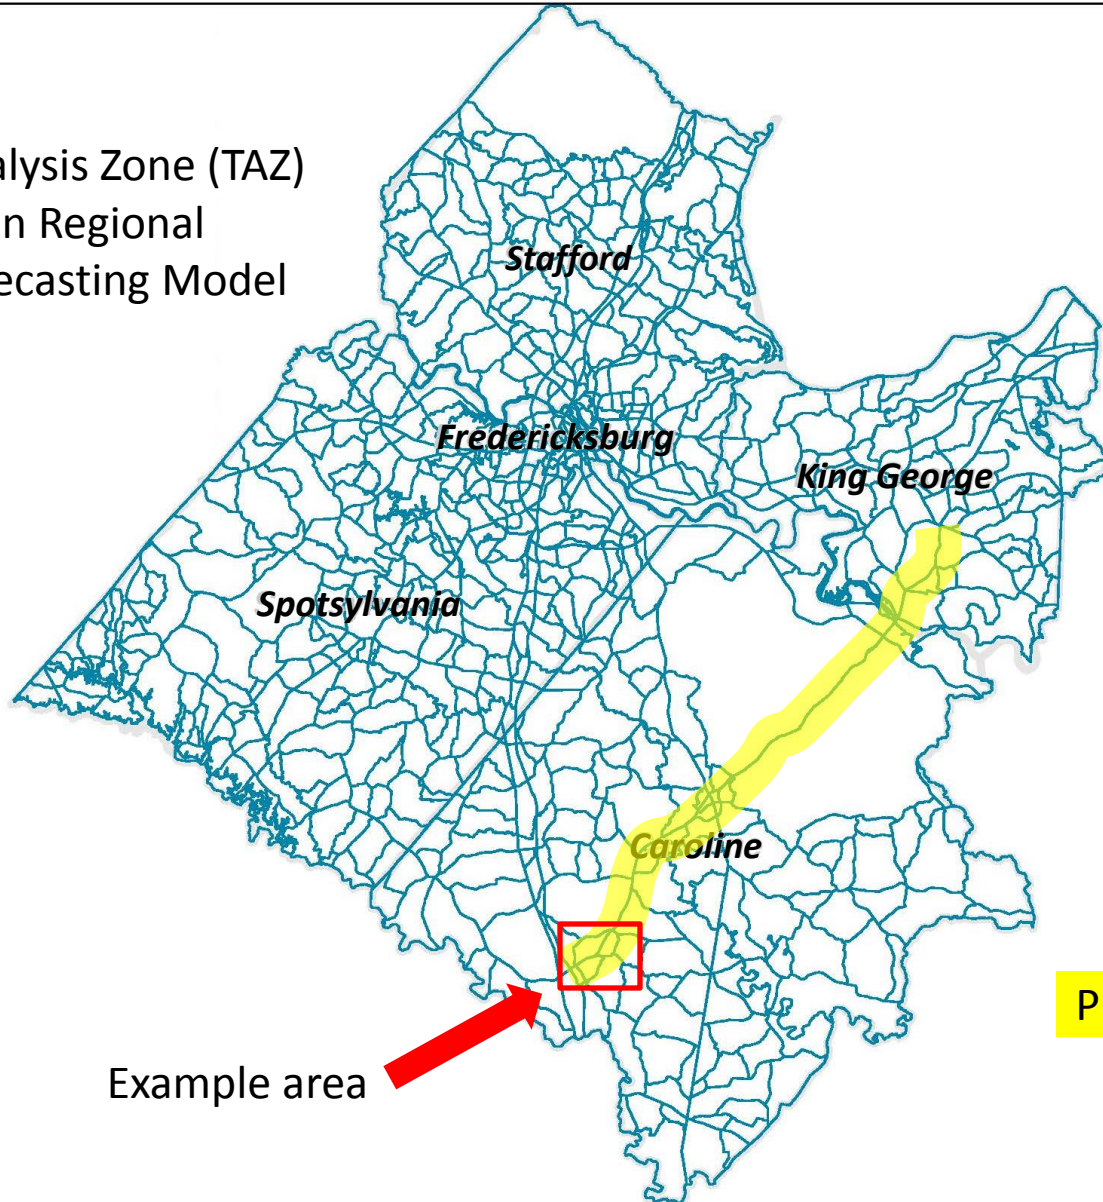 alysis Zone (TAZ)
n Regional
ecasting Model
Stafford
Fredericksburg
King George
Spotsylvania
Caroline
P
Example area